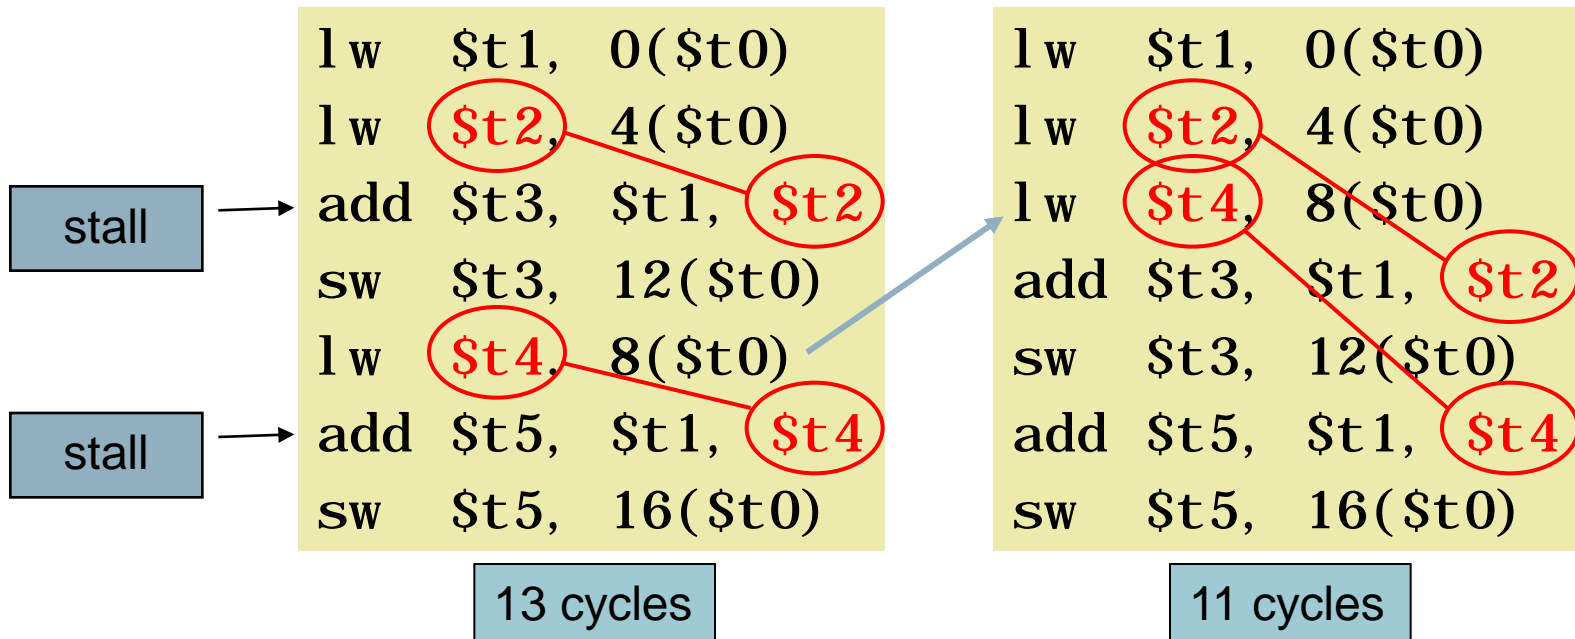 lw $t1, 0($t0)
lw $t2, 4($t0)
stall
add $t3, $t1, $t2
sw $t3, 12($t0)
lw $t4, 8($t0)
stall
add $t5, $t1, $t4
sw $t5, 16($t0)
13 cycles
lw $t1, 0($t0)
lw $t2, 4($t0)
lw $t4, 8($t0)
add $t3, $t1, $t2
sw $t3, 12($t0)
add $t5, $t1, $t4
sw $t5, 16($t0)
11 cycles